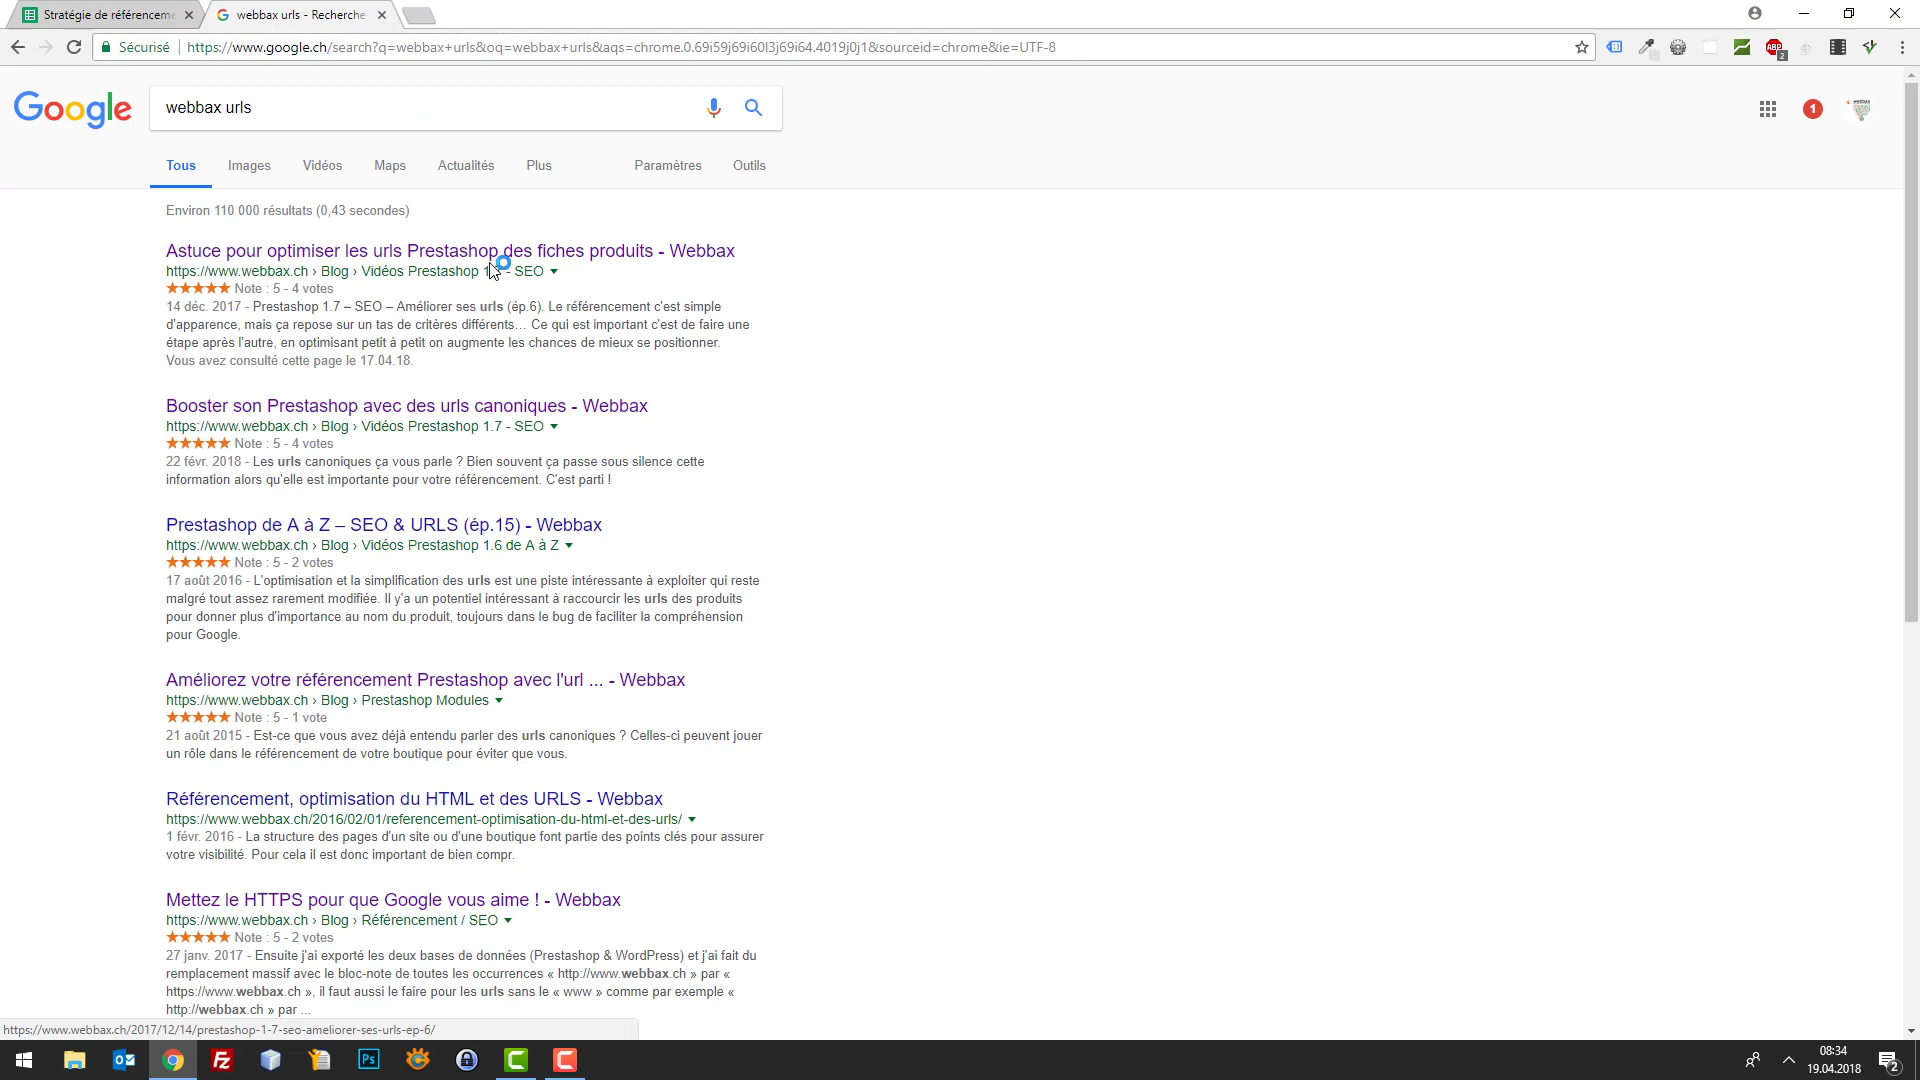 Stratégie de référenceme
webbax urls - Recherche
Sécurisé
https://www.google.ch/search?q=webbax+urls&oq=webbax+urls&aqs=chrome.0.69i59j69i60l3j69i64.4019j0j1&sourceid=chrome&ie=UTF-8
ABP
2
Google
webbax urls
1
Tous
Images
Vidéos
Maps
Actualités
Plus
Paramètres
Outils
Environ 110 000 résultats (0,43 secondes)
Astuce pour optimiser les urls Prestashop des fiches produits - Webbax
https://www.webbax.ch › Blog › Vidéos Prestashop 1. - SEO
Note : 5 - 4 votes
14 déc. 2017 - Prestashop 1.7 – SEO – Améliorer ses urls (ép.6). Le référencement c'est simple
d'apparence, mais ça repose sur un tas de critères différents… Ce qui est important c'est de faire une
étape après l'autre, en optimisant petit à petit on augmente les chances de mieux se positionner.
Vous avez consulté cette page le 17.04.18.
Booster son Prestashop avec des urls canoniques - Webbax
https://www.webbax.ch › Blog › Vidéos Prestashop 1.7 - SEO
Note : 5 - 4 votes
22 févr. 2018 - Les urls canoniques ça vous parle ? Bien souvent ça passe sous silence cette
information alors qu'elle est importante pour votre référencement. C'est parti !
Prestashop de A à Z – SEO & URLS (ép.15) - Webbax
https://www.webbax.ch › Blog › Vidéos Prestashop 1.6 de A à Z
Note : 5 - 2 votes
17 août 2016 - L'optimisation et la simplification des urls est une piste intéressante à exploiter qui reste
malgré tout assez rarement modifiée. Il y'a un potentiel intéressant à raccourcir les urls des produits
pour donner plus d'importance au nom du produit, toujours dans le bug de faciliter la compréhension
pour Google.
Améliorez votre référencement Prestashop avec l'url ... - Webbax
https://www.webbax.ch › Blog › Prestashop Modules
Note : 5 - 1 vote
21 août 2015 - Est-ce que vous avez déjà entendu parler des urls canoniques ? Celles-ci peuvent jouer
un rôle dans le référencement de votre boutique pour éviter que vous.
Référencement, optimisation du HTML et des URLS - Webbax
https://www.webbax.ch/2016/02/01/referencement-optimisation-du-html-et-des-urls/
1 févr. 2016 - La structure des pages d'un site ou d'une boutique font partie des points clés pour assurer
votre visibilité. Pour cela il est donc important de bien compr.
Mettez le HTTPS pour que Google vous aime ! - Webbax
https://www.webbax.ch › Blog › Référencement / SEO
Note : 5 - 2 votes
27 janv. 2017 - Ensuite j'ai exporté les deux bases de données (Prestashop & WordPress) et j'ai fait du
remplacement massif avec le bloc-note de toutes les occurrences « http://www.webbax.ch » par «
https://www.webbax.ch », il faut aussi le faire pour les urls sans le « www » comme par exemple «
http://webbax.ch » par ...
https://www.webbax.ch/2017/12/14/prestashop-1-7-seo-ameliorer-ses-urls-ep-6/
Ps
08:34
19.04.2018
2